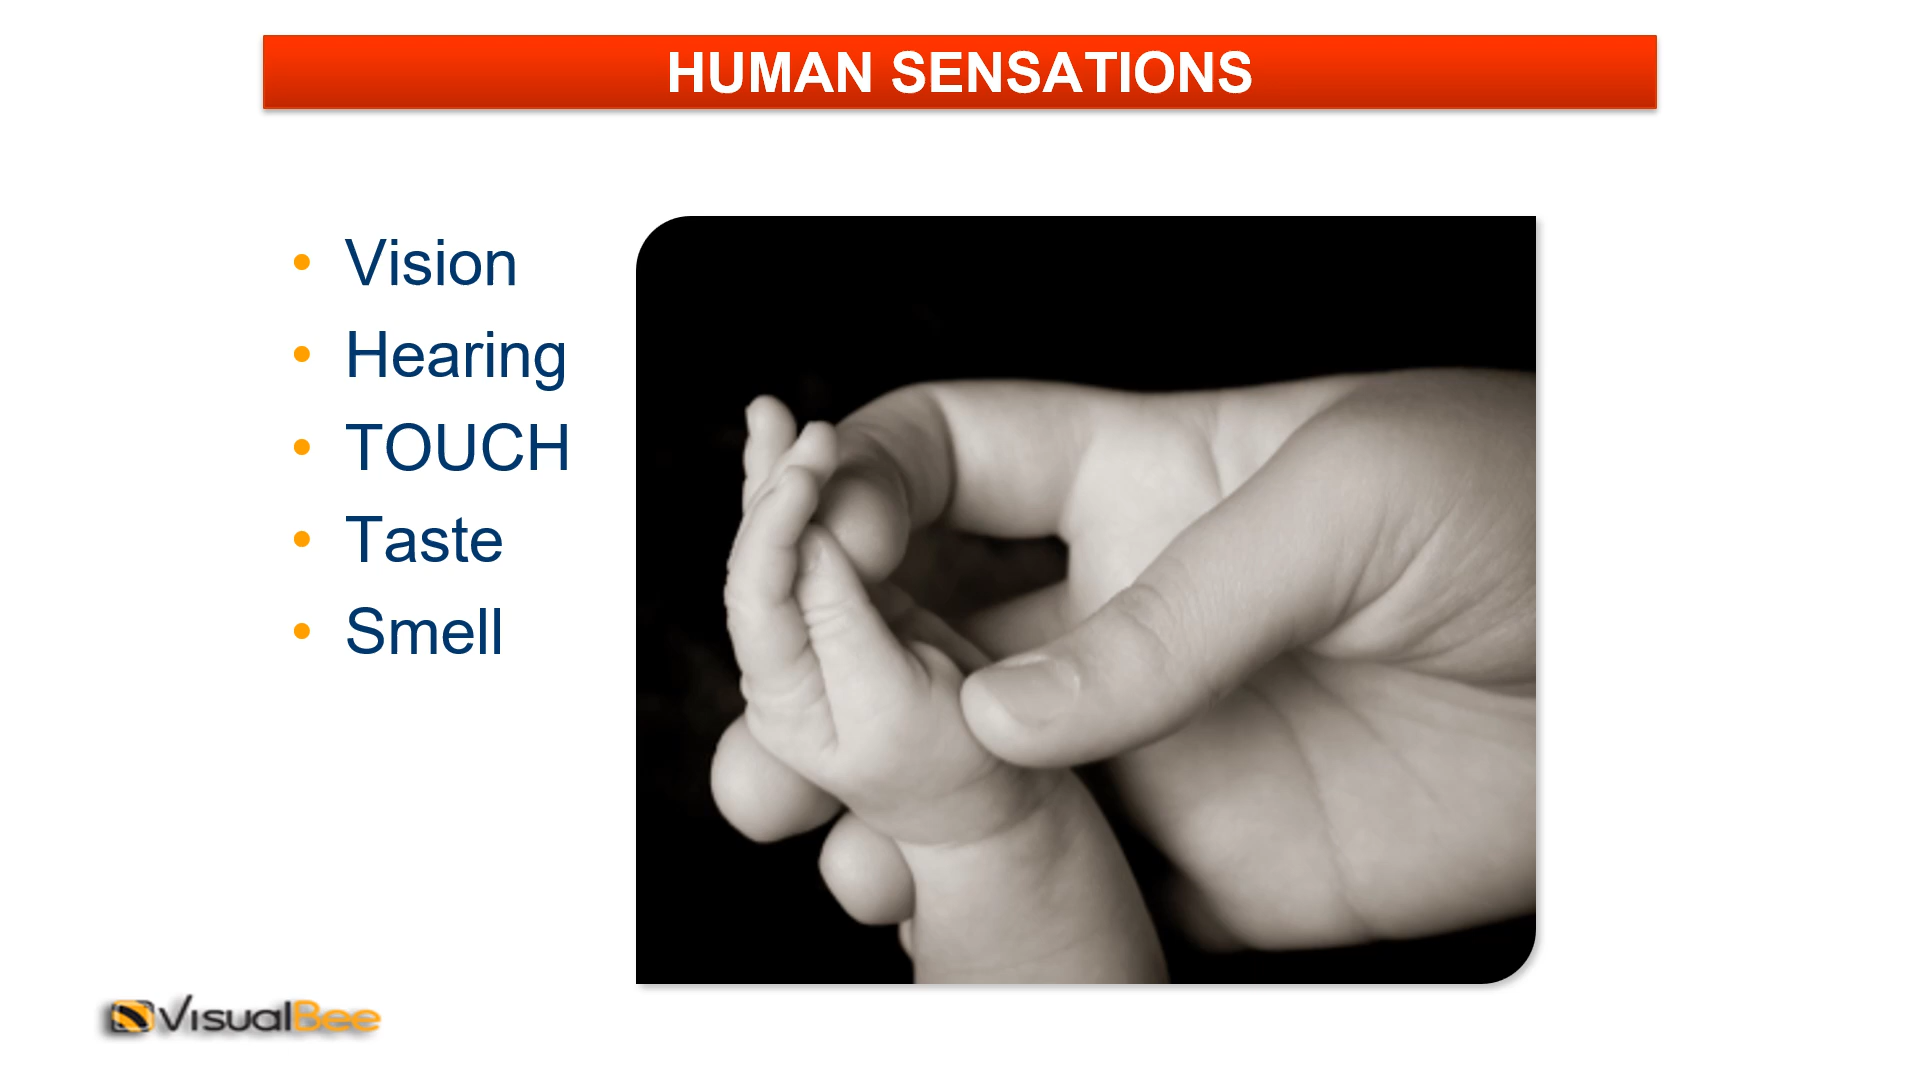 HUMAN SENSATIONS
• Vision
• Hearing
• TOUCH
• Taste
• Smell
VisualBee